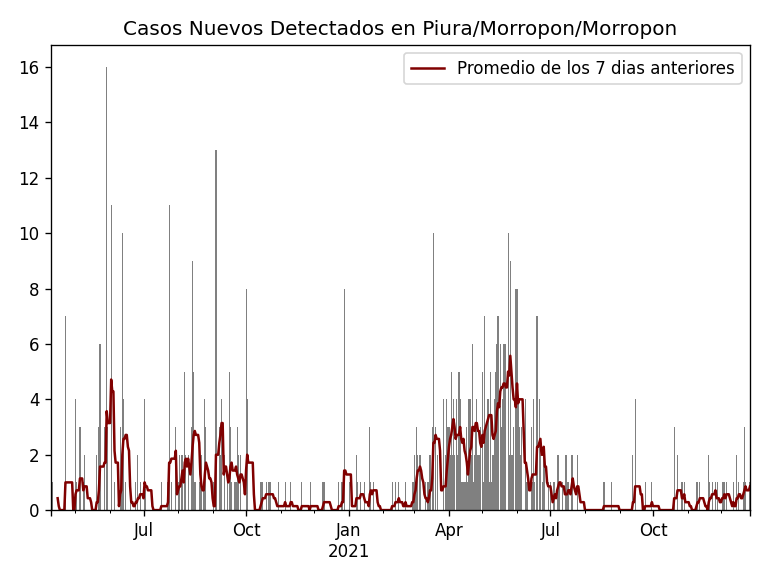 Casos Nuevos Detectados en Piura/Morropon/Morropon
Promedio de los 7 dias anteriores
16
14
12
10
8
6
4
2
0
Jul
Oct
Jan
2021
Apr
Jul
Oct